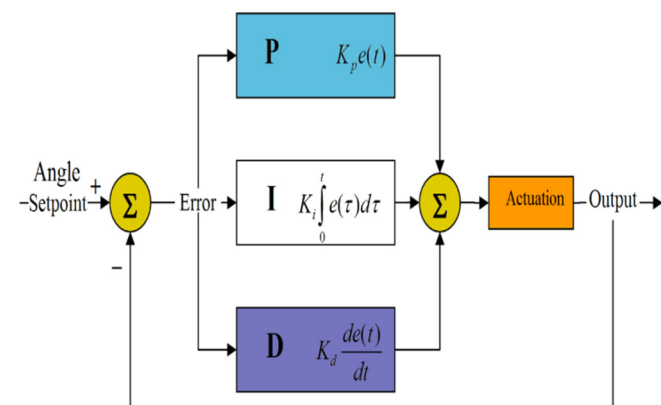 P K_p e(t)
Angle
Setpoint
+
−
Σ
Error
I K_i ∫_0^t e(τ)dτ
Σ
Actuation
Output
D K_d de(t)/dt